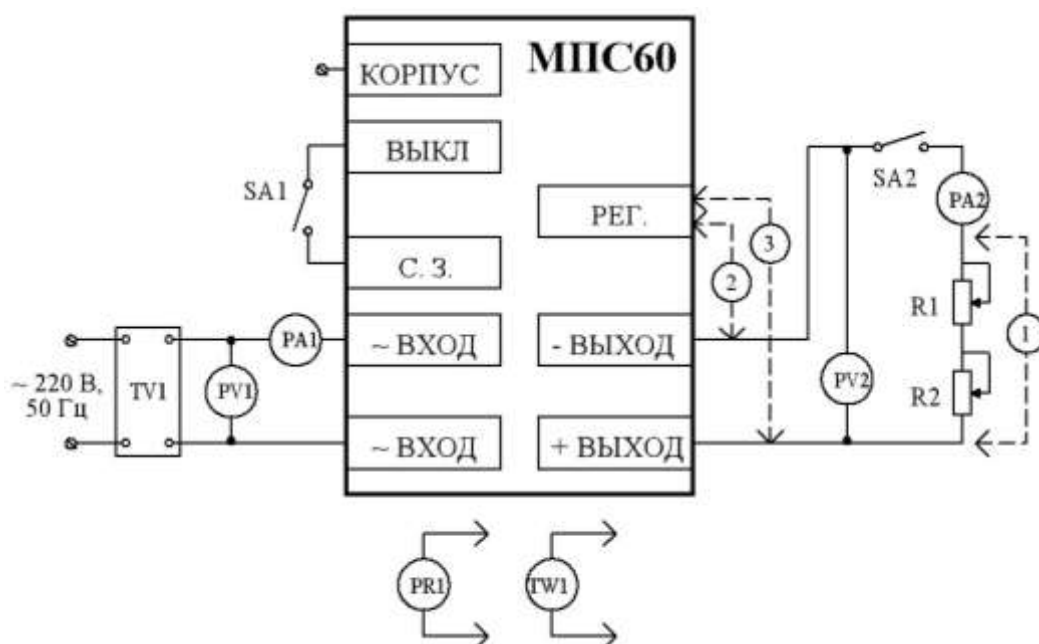 МПС60
КОРПУС
ВЫКЛ
SA1
С. З.
РЕГ.
SA2
PA2
3
2
1
R1
R2
~ 220 В,
50 Гц
TV1
PV1
PA1
~ ВХОД
- ВЫХОД
PV2
~ ВХОД
+ ВЫХОД
PR1
TW1